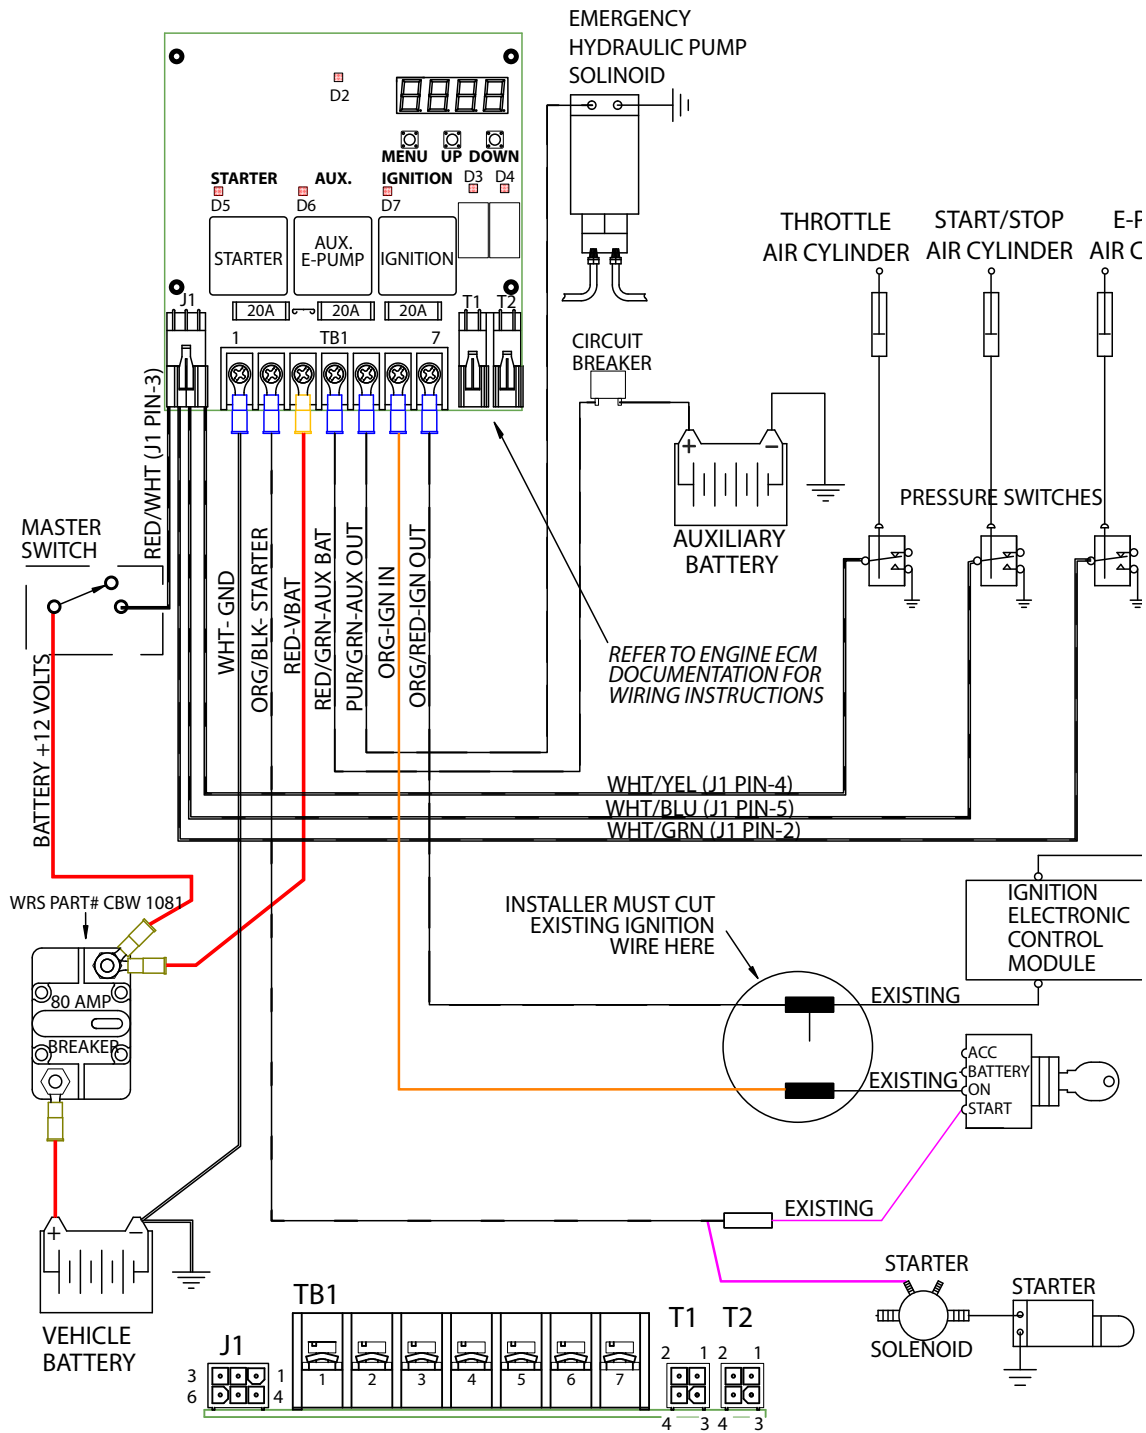 EMERGENCY
HYDRAULIC PUMP
SOLINOID
D2
MENU UP DOWN
STARTER AUX. IGNITION D3 D4
D5 D6 D7
STARTER
AUX.
E-PUMP
IGNITION
J1
20A 20A 20A
T1 T2
1 TB1 7
THROTTLE
AIR CYLINDER
START/STOP
AIR CYLINDER
E-P
AIR C
CIRCUIT
BREAKER
+ −
AUXILIARY
BATTERY
PRESSURE SWITCHES
RED/WHT (J1 PIN-3)
MASTER
SWITCH
BATTERY +12 VOLTS
WHT- GND
ORG/BLK- STARTER
RED-VBAT
RED/GRN-AUX BAT
PUR/GRN-AUX OUT
ORG-IGN IN
ORG/RED-IGN OUT
REFER TO ENGINE ECM
DOCUMENTATION FOR
WIRING INSTRUCTIONS
WHT/YEL (J1 PIN-4)
WHT/BLU (J1 PIN-5)
WHT/GRN (J1 PIN-2)
WRS PART# CBW 1081
80 AMP
BREAKER
INSTALLER MUST CUT
EXISTING IGNITION
WIRE HERE
IGNITION
ELECTRONIC
CONTROL
MODULE
EXISTING
EXISTING
ACC
BATTERY
ON
START
EXISTING
+ −
VEHICLE
BATTERY
STARTER
SOLENOID
STARTER
TB1
J1
3 1
6 4
1 2 3 4 5 6 7
T1 T2
2 1 2 1
4 3 4 3